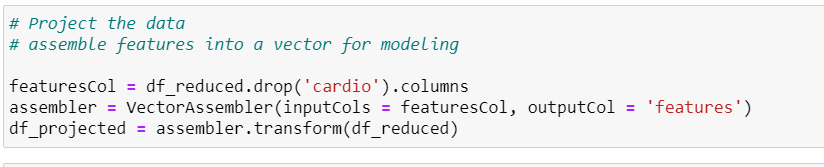 # Project the data
# assemble features into a vector for modeling
featuresCol = df_reduced.drop('cardio').columns
assembler = VectorAssembler(inputCols = featuresCol, outputCol = 'features')
df_projected = assembler.transform(df_reduced)